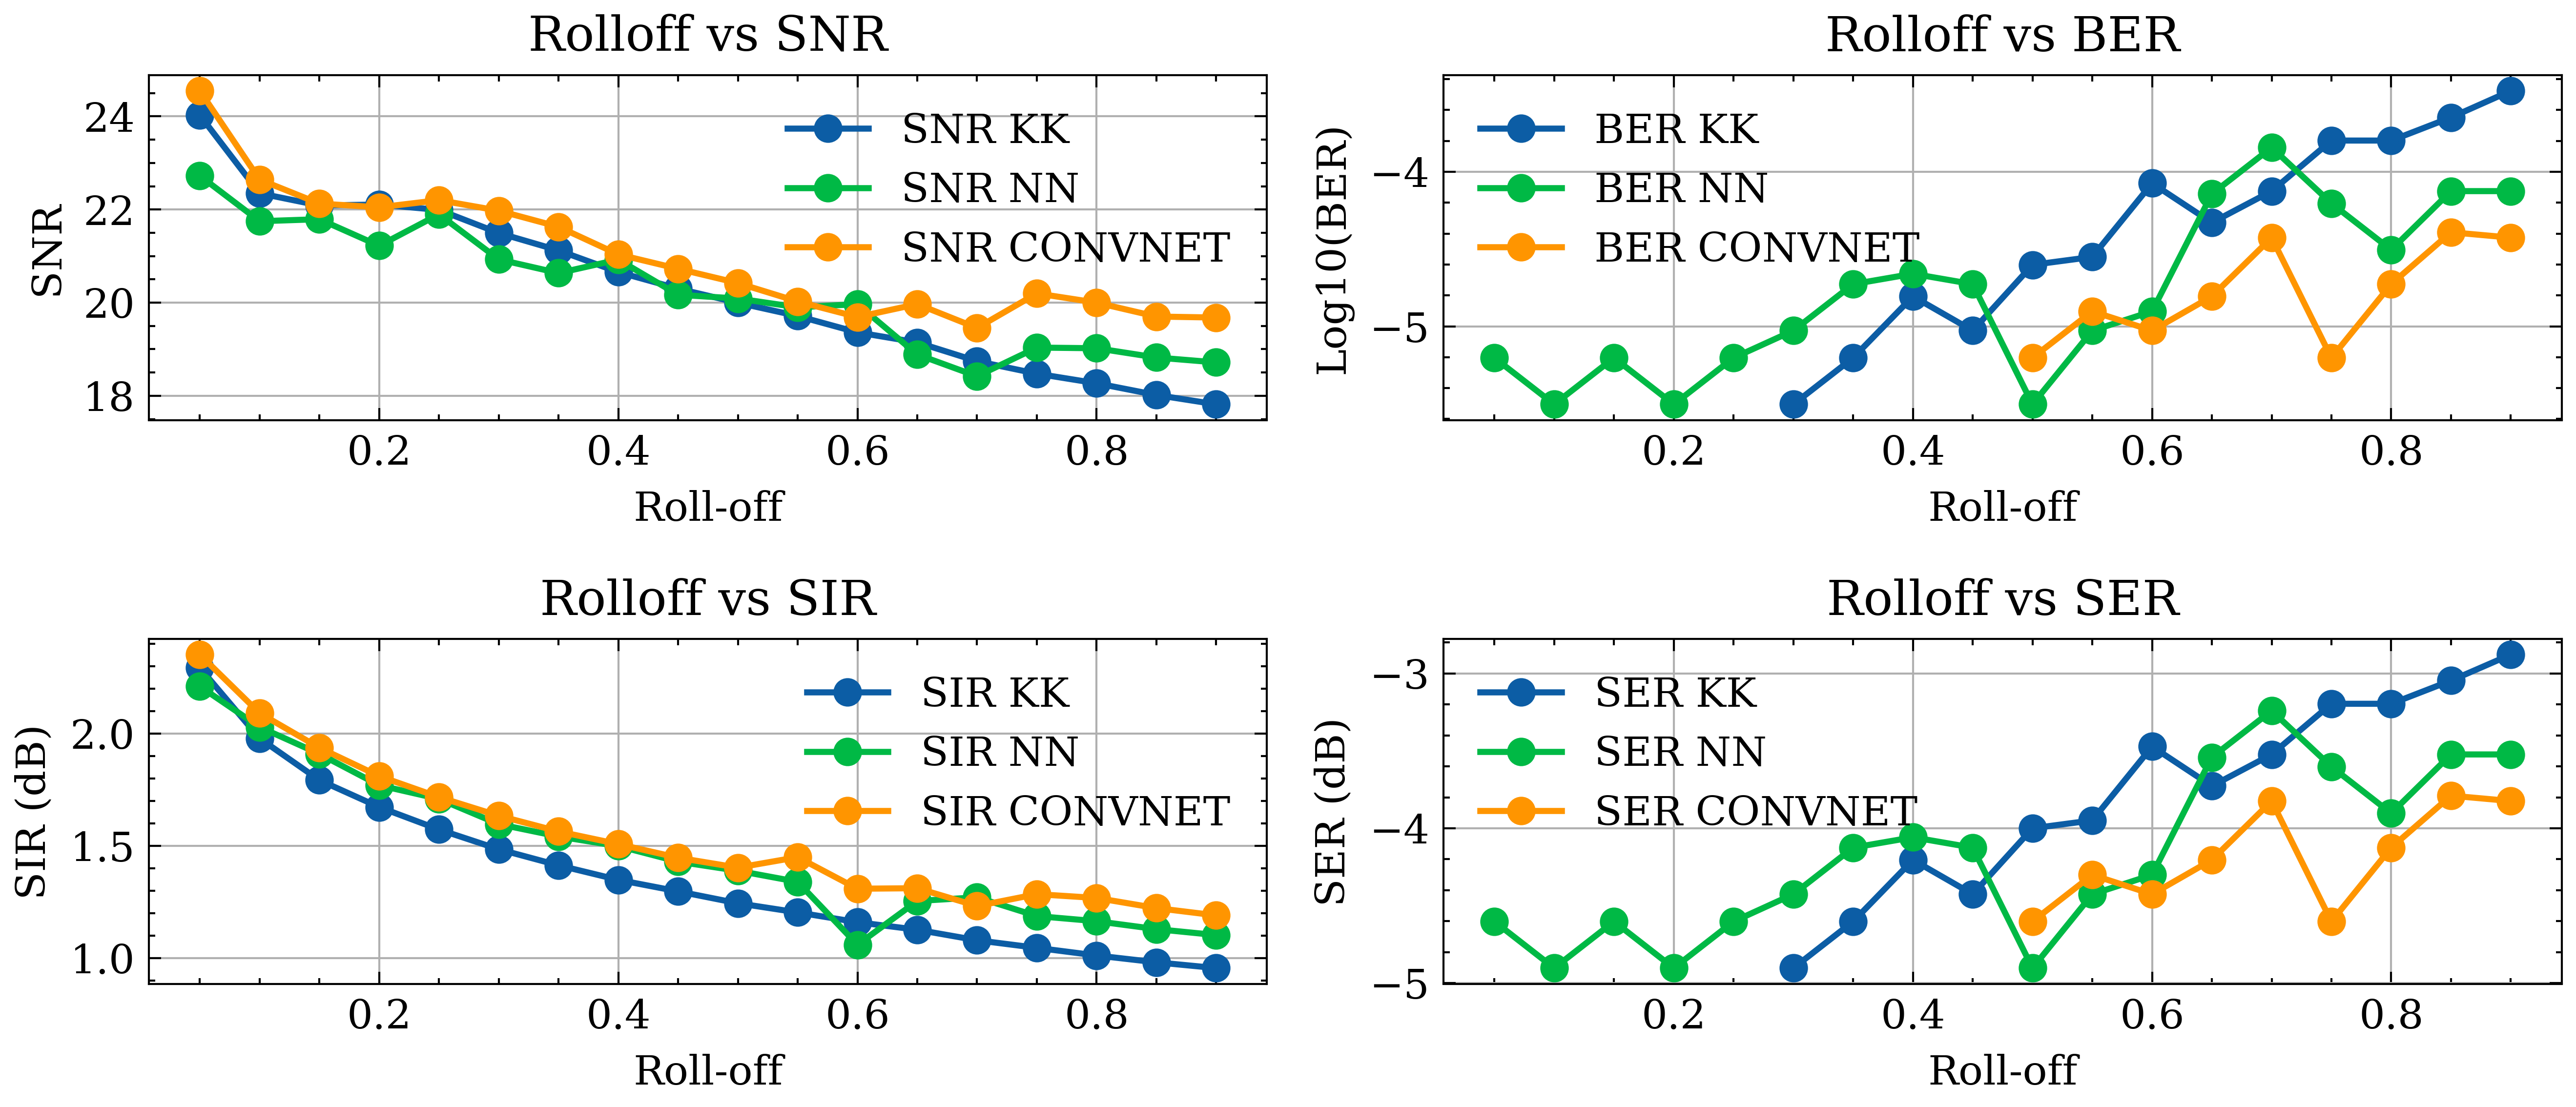 Rolloff vs SNR
SNR
24
22
20
18
SNR KK
SNR NN
SNR CONVNET
0.2 0.4 0.6 0.8
Roll-off
Rolloff vs BER
Log10(BER)
−4
−5
BER KK
BER NN
BER CONVNET
0.2 0.4 0.6 0.8
Roll-off
Rolloff vs SIR
SIR (dB)
2.0
1.5
1.0
SIR KK
SIR NN
SIR CONVNET
0.2 0.4 0.6 0.8
Roll-off
Rolloff vs SER
SER (dB)
−3
−4
−5
SER KK
SER NN
SER CONVNET
0.2 0.4 0.6 0.8
Roll-off